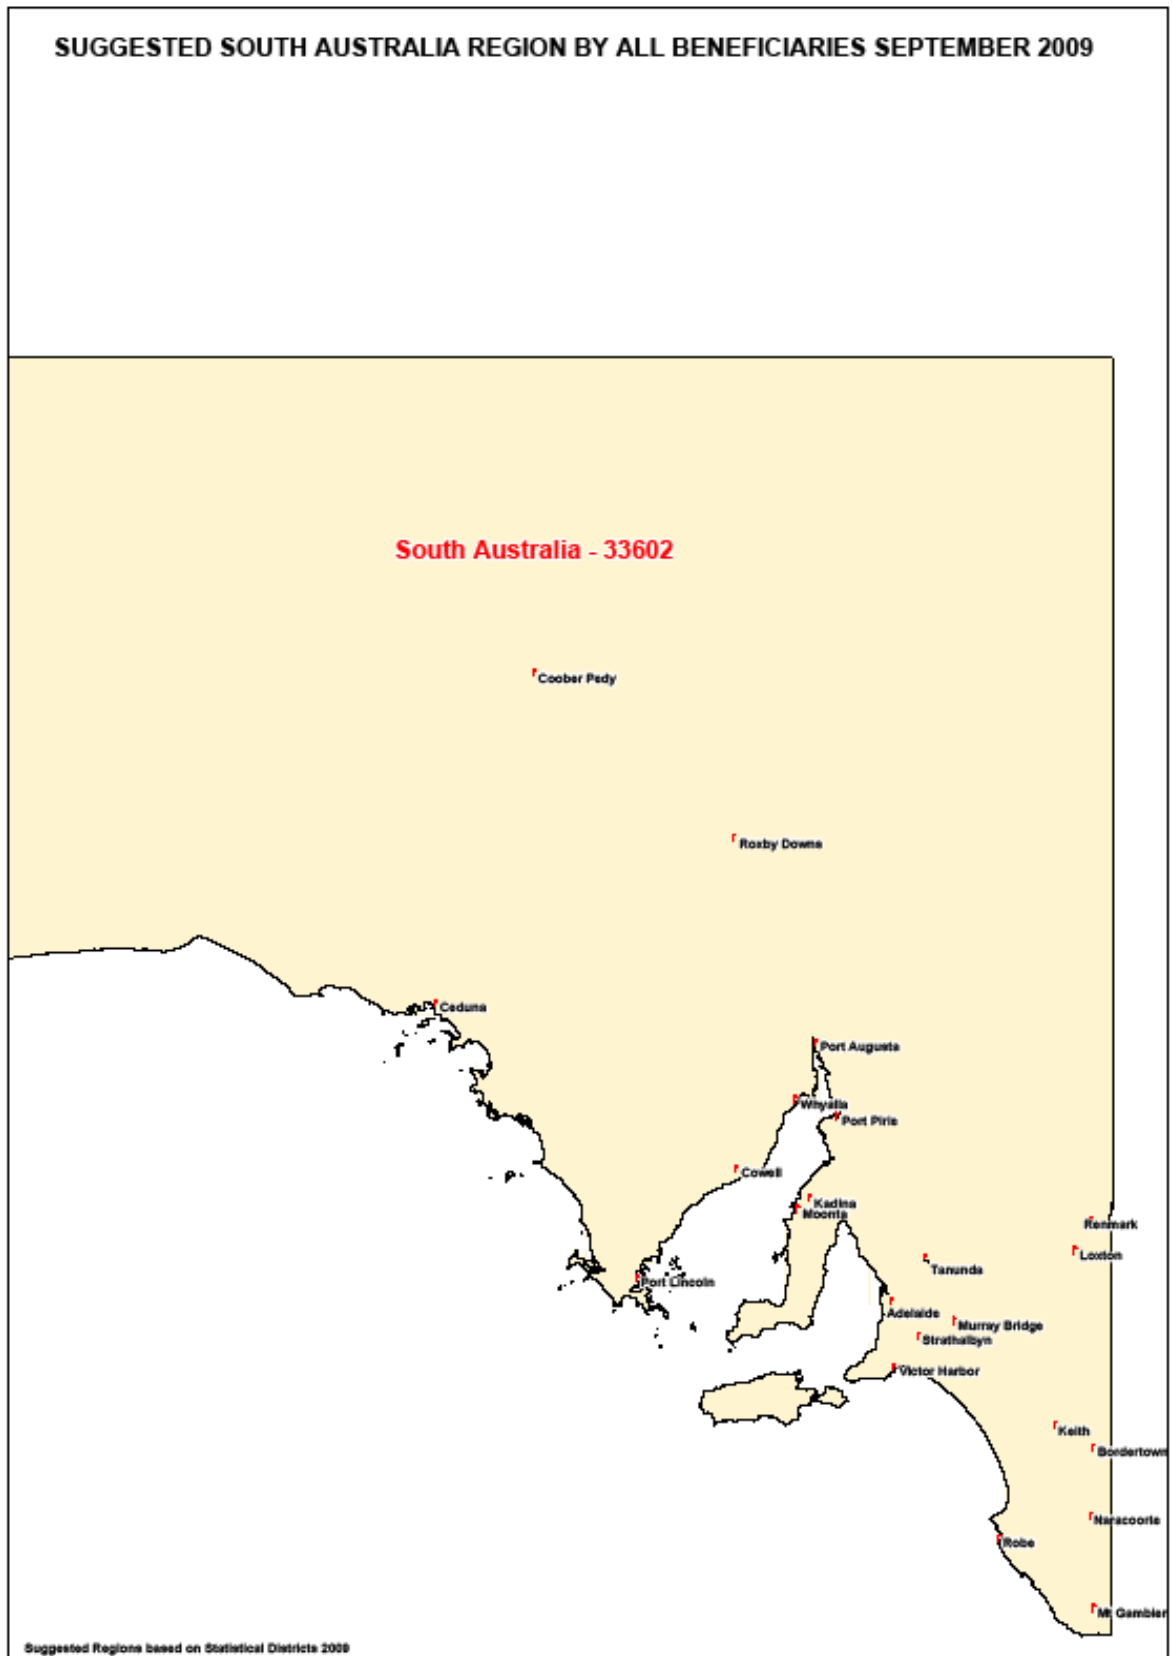 SUGGESTED SOUTH AUSTRALIA REGION BY ALL BENEFICIARIES SEPTEMBER 2009
South Australia - 33602
Coober Pedy
Roxby Downs
Ceduna
Port Augusta
Whyalla
Port Pirie
Cowell
Kadina
Moonta
Renmark
Loxton
Tanunda
Port Lincoln
Adelaide
Murray Bridge
Strathalbyn
Victor Harbor
Keith
Bordertown
Naracoorte
Robe
Mt Gambier
Suggested Regions based on Statistical Districts 2009